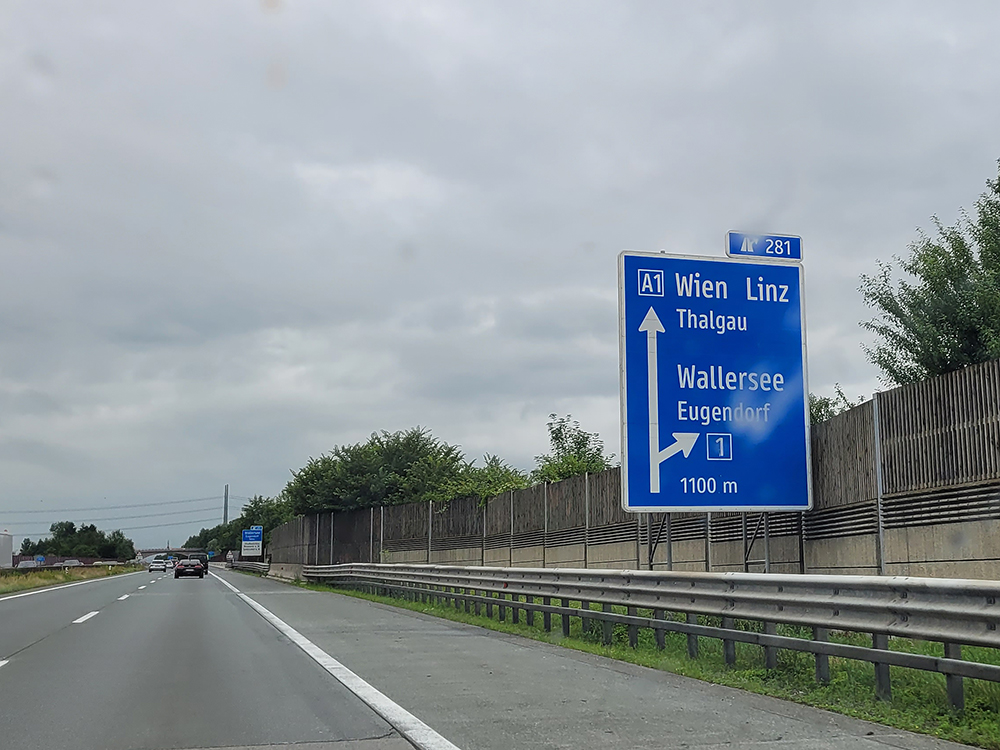 281
A1 Wien Linz
Thalgau
Wallersee
Eugendorf
1
1100 m